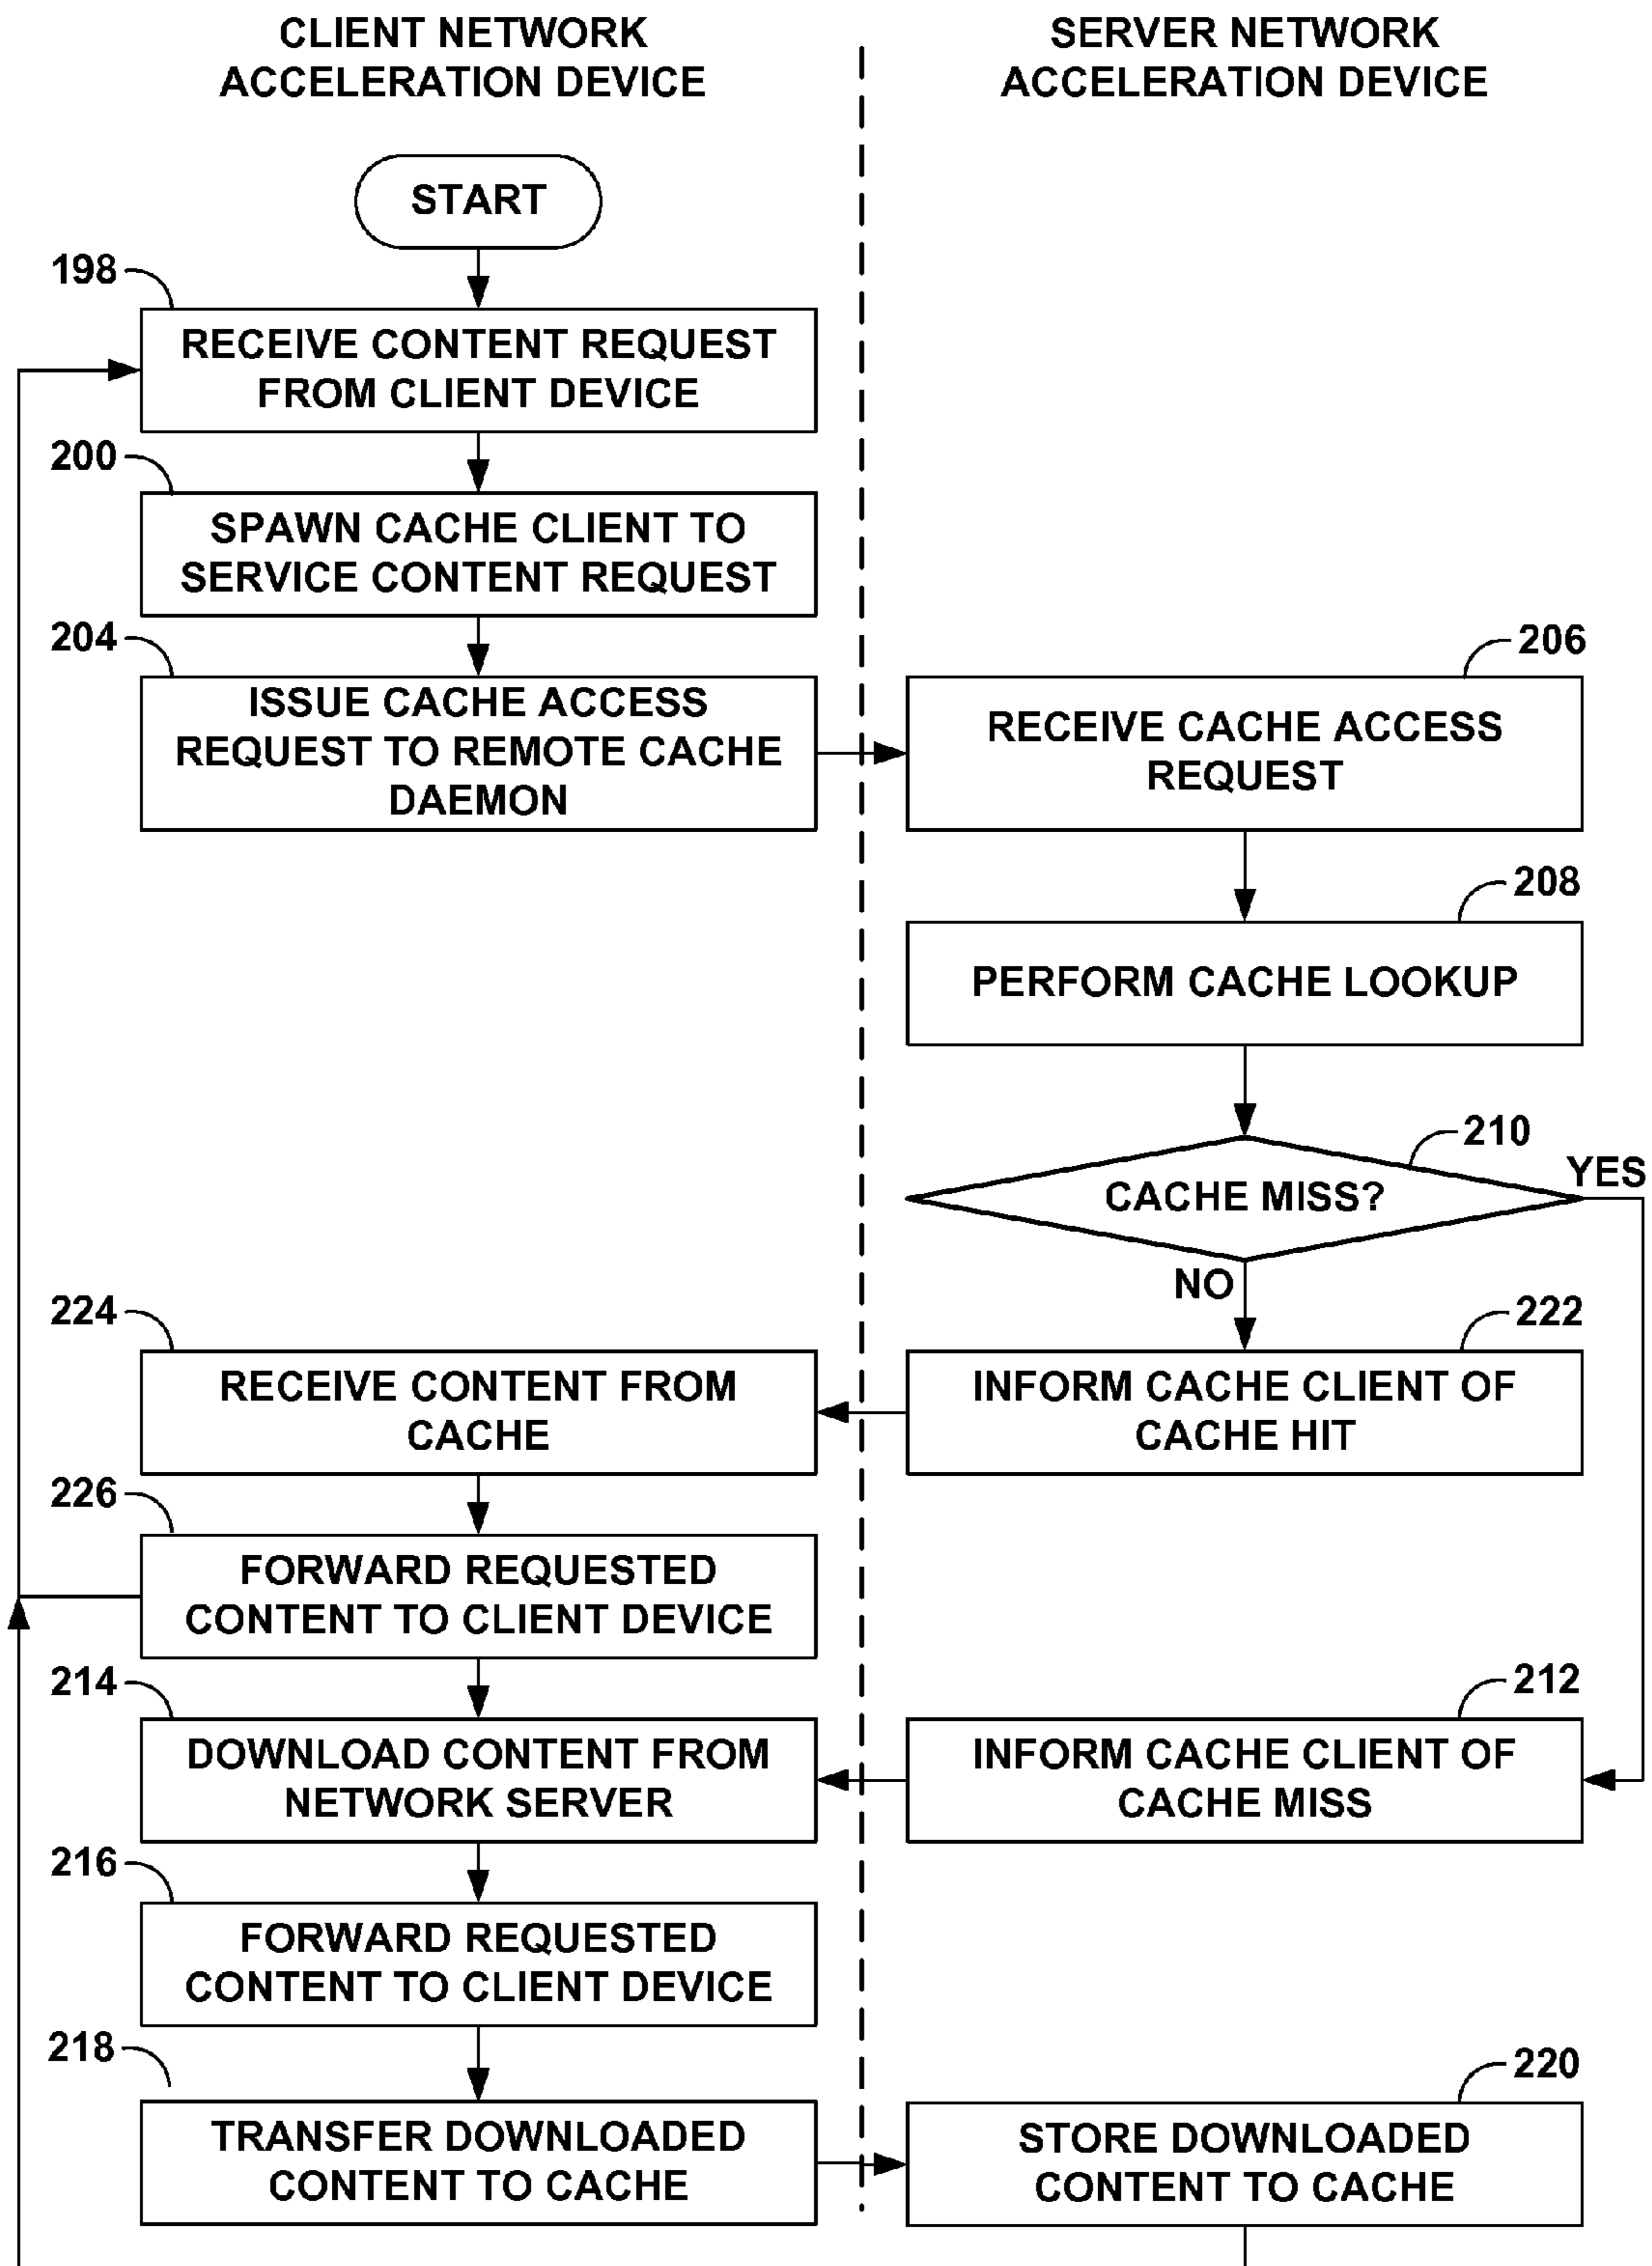 CLIENT NETWORK
ACCELERATION DEVICE
SERVER NETWORK
ACCELERATION DEVICE
START
198
RECEIVE CONTENT REQUEST
FROM CLIENT DEVICE
200
SPAWN CACHE CLIENT TO
SERVICE CONTENT REQUEST
204
ISSUE CACHE ACCESS
REQUEST TO REMOTE CACHE
DAEMON
206
RECEIVE CACHE ACCESS
REQUEST
208
PERFORM CACHE LOOKUP
210
CACHE MISS?
YES
NO
222
INFORM CACHE CLIENT OF
CACHE HIT
224
RECEIVE CONTENT FROM
CACHE
226
FORWARD REQUESTED
CONTENT TO CLIENT DEVICE
212
INFORM CACHE CLIENT OF
CACHE MISS
214
DOWNLOAD CONTENT FROM
NETWORK SERVER
216
FORWARD REQUESTED
CONTENT TO CLIENT DEVICE
218
TRANSFER DOWNLOADED
CONTENT TO CACHE
220
STORE DOWNLOADED
CONTENT TO CACHE